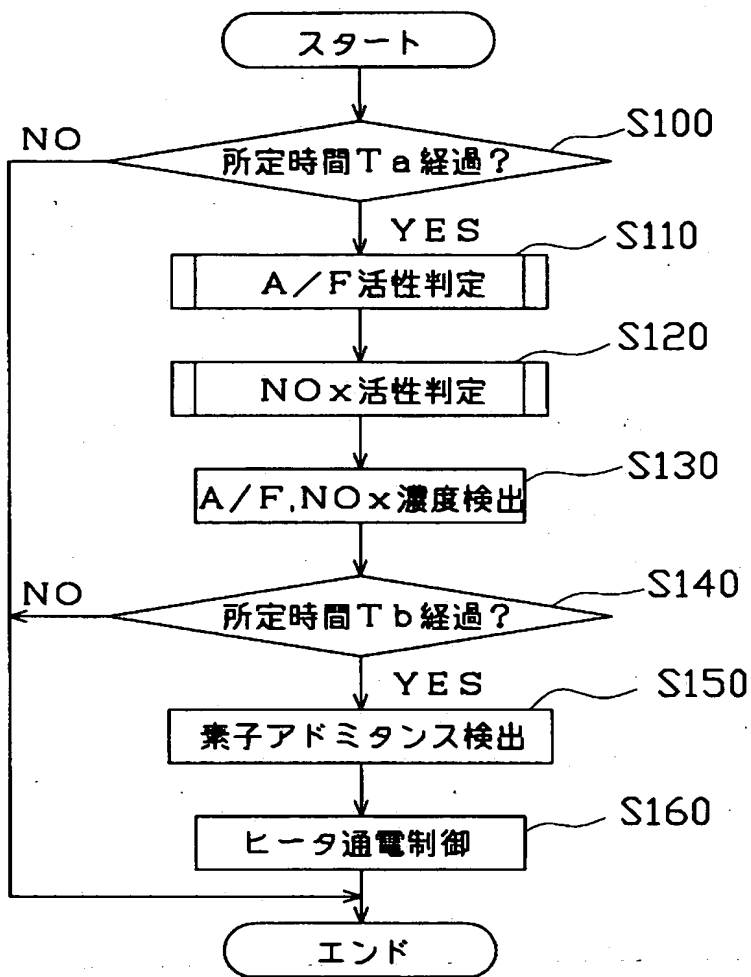 スタート
NO
S100
所定時間Ta経過?
YES
S110
A/F活性判定
S120
NOx活性判定
S130
A/F,NOx濃度検出
NO
S140
所定時間Tb経過?
YES
S150
素子アドミタンス検出
S160
ヒータ通電制御
エンド